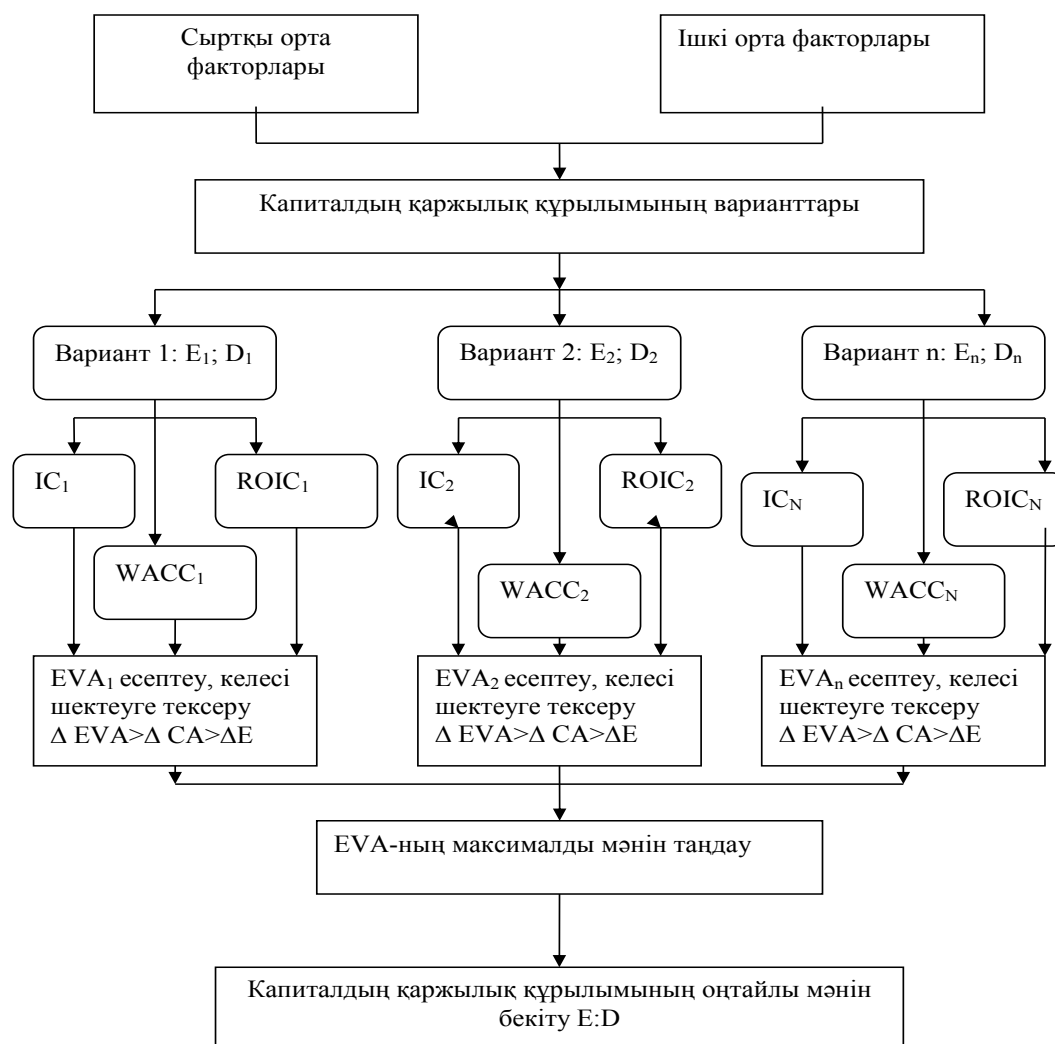 Сыртқы орта
факторлары
Ішкі орта факторлары
Капиталдың қаржылық құрылымының варианттары
Вариант 1: E₁; D₁
Вариант 2: E₂; D₂
Вариант n: Eₙ; Dₙ
IC₁
ROIC₁
WACC₁
IC₂
ROIC₂
WACC₂
IC_N
ROIC_N
WACC_N
EVA₁ есептеу, келесі
шектеуге тексеру
Δ EVA>Δ CA>ΔE
EVA₂ есептеу, келесі
шектеуге тексеру
Δ EVA>Δ CA>ΔE
EVAₙ есептеу, келесі
шектеуге тексеру
Δ EVA>Δ CA>ΔE
EVA-ның максималды мәнін таңдау
Капиталдың қаржылық құрылымының оңтайлы мәнін
бекіту E:D